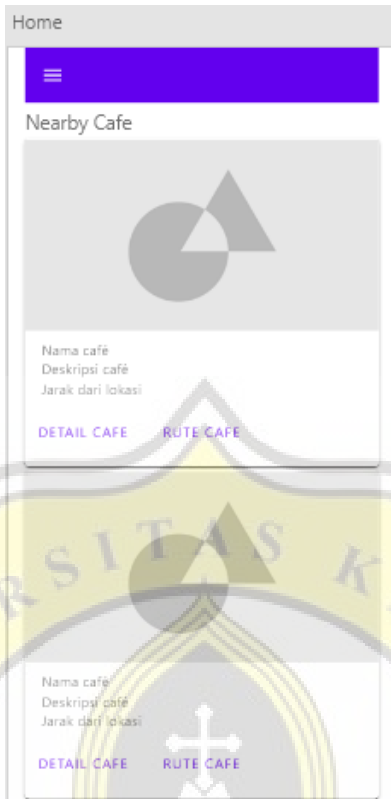 Home
Nearby Cafe
Nama café
Deskripsi café
Jarak dari lokasi
DETAIL CAFE RUTE CAFE
RSITAS K
Nama café
Deskripsi café
Jarak dari lokasi
DETAIL CAFE RUTE CAFE